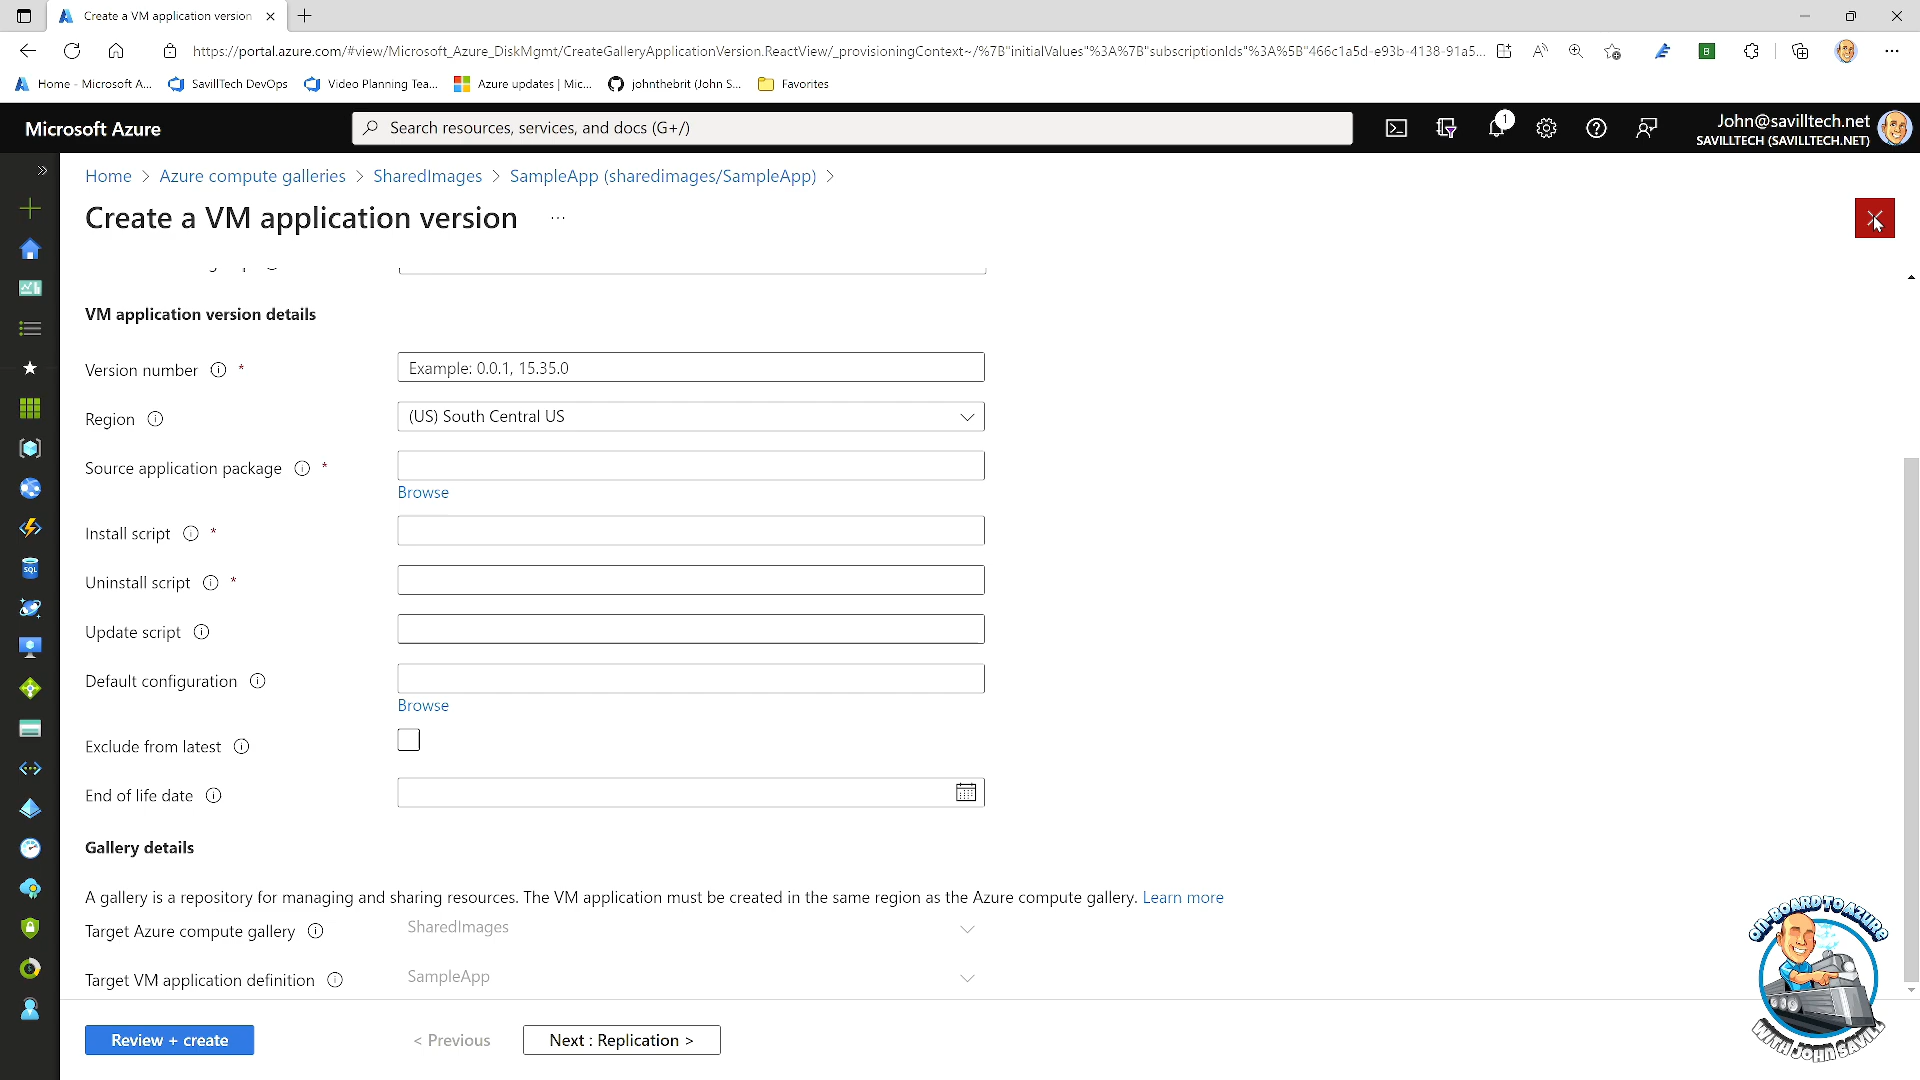 Create a VM application version
https://portal.azure.com/#view/Microsoft_Azure_DiskMgmt/CreateGalleryApplicationVersion.ReactView/_provisioningContext~/%7B"initialValues"%3A%7B"subscriptionIds"%3A%5B"466c1a5d-e93b-4138-91a5...
Home - Microsoft A...
SavillTech DevOps
Video Planning Tea...
Azure updates | Mic...
johnthebrit (John S...
Favorites
Microsoft Azure
Search resources, services, and docs (G+/)
1
John@savilltech.net
SAVILLTECH (SAVILLTECH.NET)
Home > Azure compute galleries > SharedImages > SampleApp (sharedimages/SampleApp) >
Create a VM application version ...
VM application version details
Version number *
Example: 0.0.1, 15.35.0
Region
(US) South Central US
Source application package *
Browse
Install script *
Uninstall script *
Update script
Default configuration
Browse
Exclude from latest
End of life date
Gallery details
A gallery is a repository for managing and sharing resources. The VM application must be created in the same region as the Azure compute gallery. Learn more
Target Azure compute gallery
SharedImages
Target VM application definition
SampleApp
Review + create
< Previous
Next : Replication >
SQL
ON-BOARD TO AZURE
WITH JOHN SAVILL